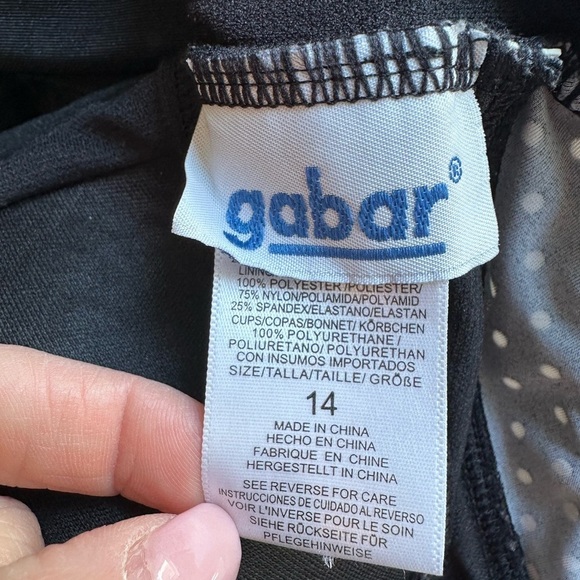 gabar®
LINING
100% POLYESTER/POLIESTER/
75% NYLON/POLIAMIDA/POLYAMID
25% SPANDEX/ELASTANO/ELASTAN
CUPS/COPAS/BONNET/ KÖRBCHEN
100% POLYURETHANE /
POLIURETANO/ POLYURETHAN
CON INSUMOS IMPORTADOS
SIZE/TALLA/TAILLE/ GRÖßE
14
MADE IN CHINA
HECHO EN CHINA
FABRIQUE EN CHINE
HERGESTELLT IN CHINA
SEE REVERSE FOR CARE
INSTRUCCIONES DE CUIDADO AL REVERSO
VOIR L'INVERSE POUR LE SOIN
SIEHE RÜCKSEITE FÜR
PFLEGEHINWEISE